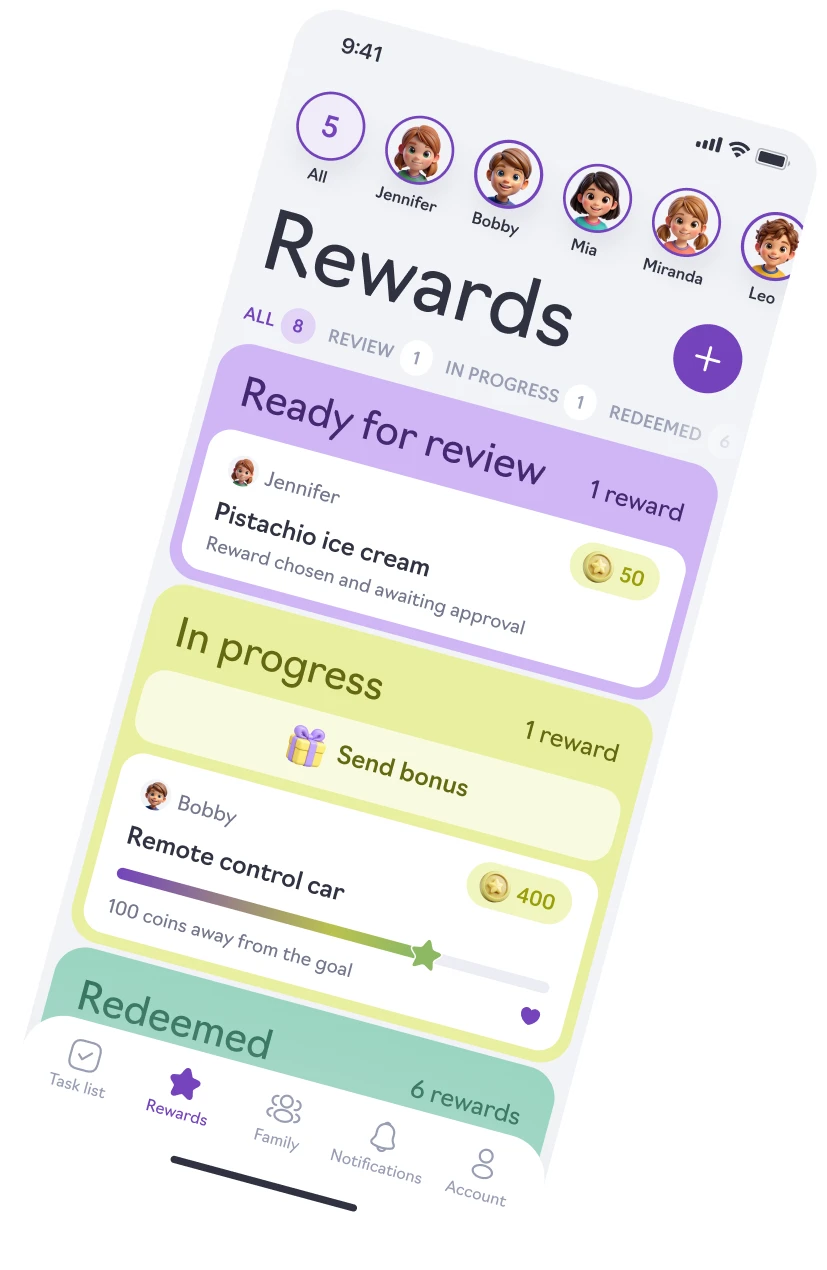 9:41
5
All
Jennifer
Bobby
Mia
Miranda
Leo
Rewards
ALL 8 REVIEW 1 IN PROGRESS 1 REDEEMED 6
Ready for review
1 reward
Jennifer
Pistachio ice cream
50
Reward chosen and awaiting approval
In progress
1 reward
Send bonus
Bobby
Remote control car
400
100 coins away from the goal
Redeemed
6 rewards
Task list
Rewards
Family
Notifications
Account